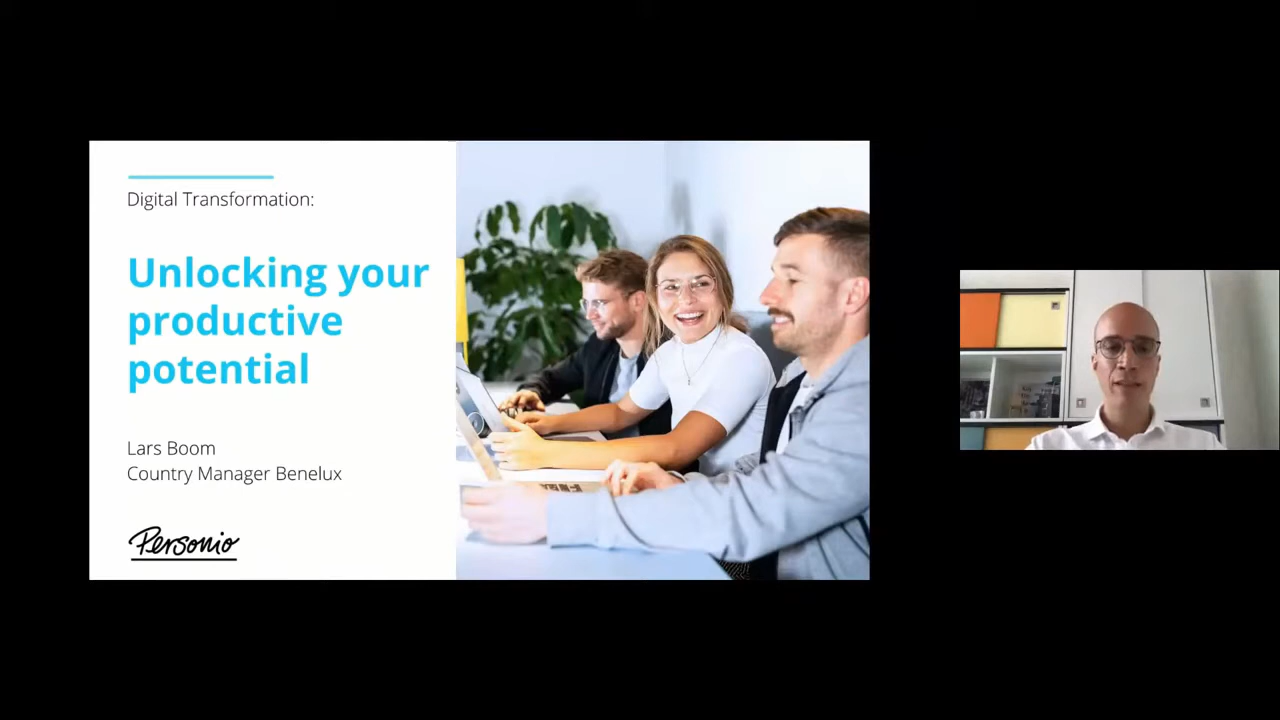 Digital Transformation:
Unlocking your
productive
potential
Lars Boom
Country Manager Benelux
Personio